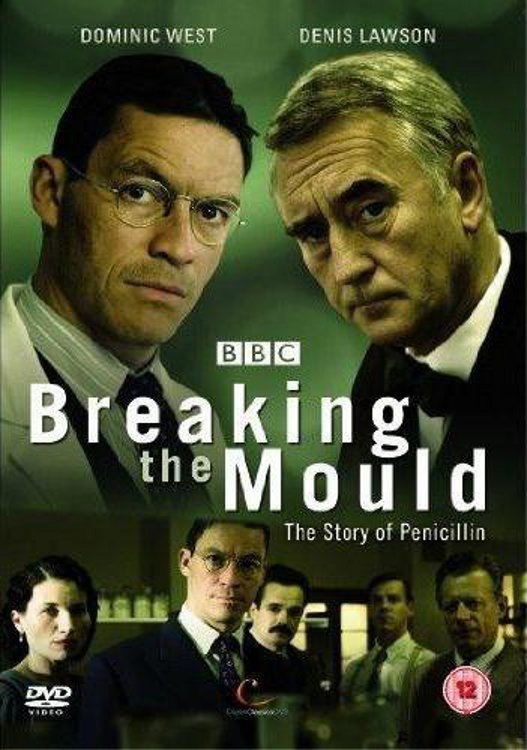 DOMINIC WEST
DENIS LAWSON
BBC
Breaking
the Mould
The Story of Penicillin
DVD
VIDEO
12